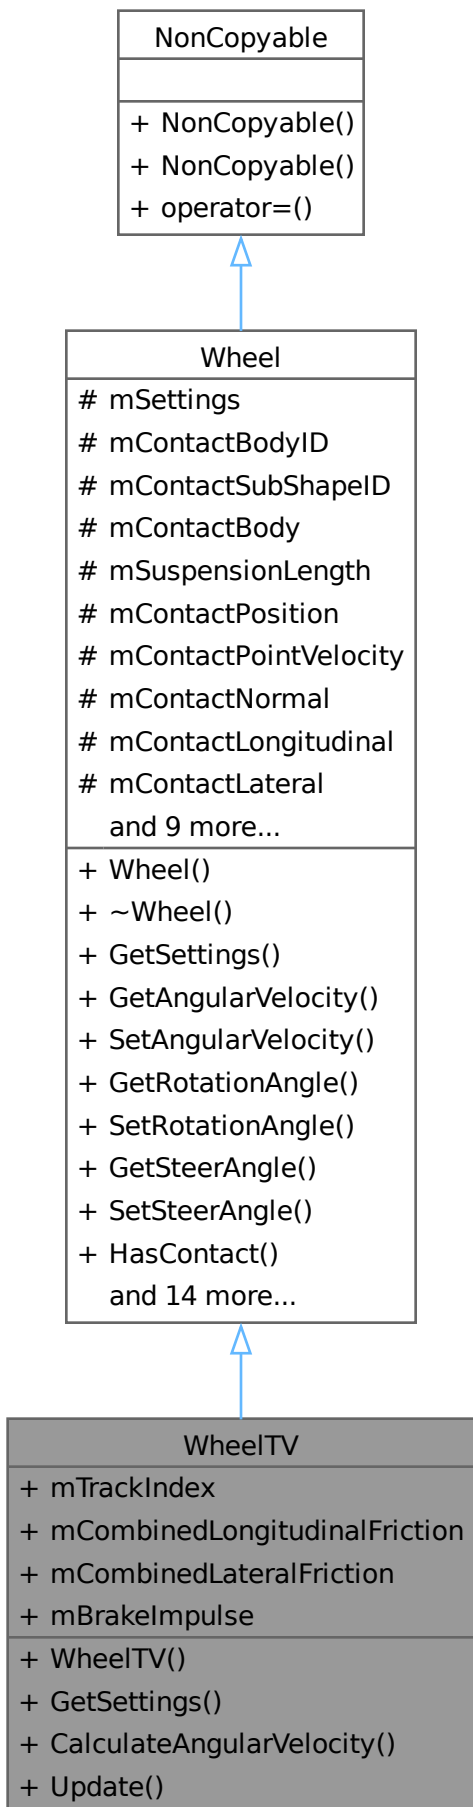 NonCopyable
+ NonCopyable()
+ NonCopyable()
+ operator=()
Wheel
# mSettings
# mContactBodyID
# mContactSubShapeID
# mContactBody
# mSuspensionLength
# mContactPosition
# mContactPointVelocity
# mContactNormal
# mContactLongitudinal
# mContactLateral
and 9 more...
+ Wheel()
+ ~Wheel()
+ GetSettings()
+ GetAngularVelocity()
+ SetAngularVelocity()
+ GetRotationAngle()
+ SetRotationAngle()
+ GetSteerAngle()
+ SetSteerAngle()
+ HasContact()
and 14 more...
WheelTV
+ mTrackIndex
+ mCombinedLongitudinalFriction
+ mCombinedLateralFriction
+ mBrakeImpulse
+ WheelTV()
+ GetSettings()
+ CalculateAngularVelocity()
+ Update()